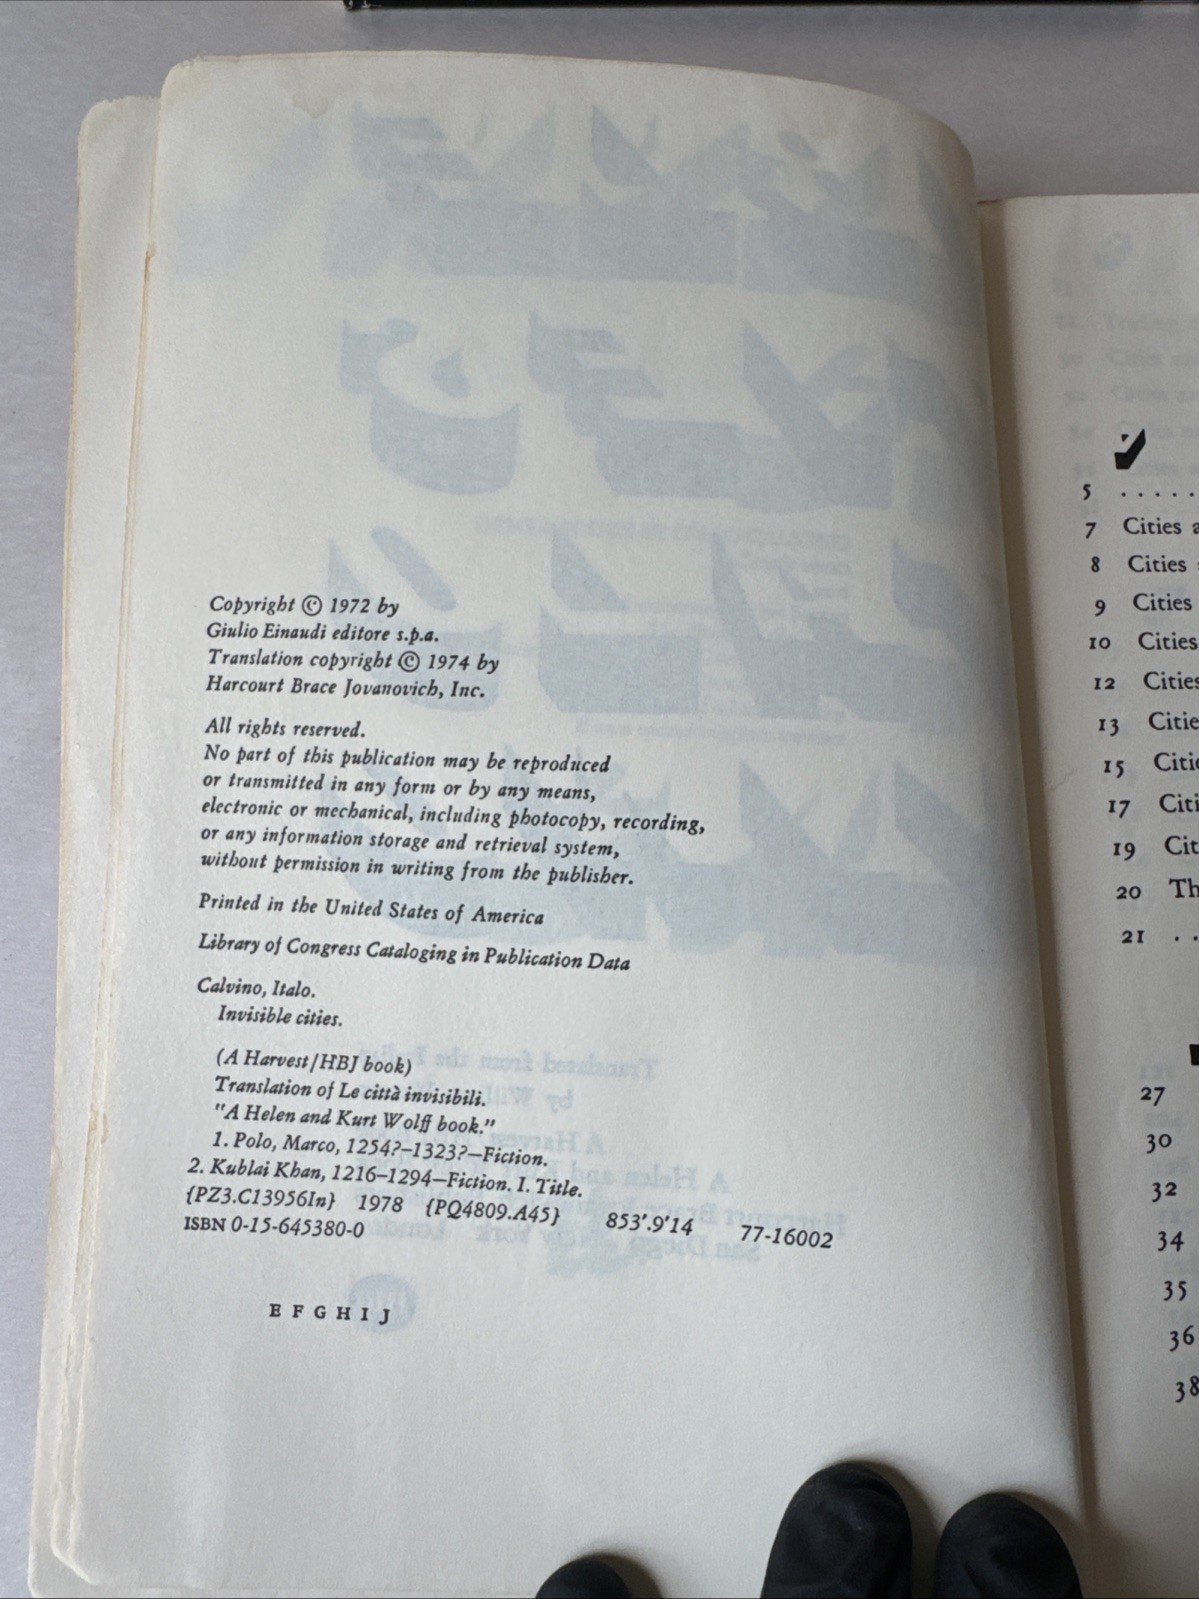 Copyright © 1972 by
Giulio Einaudi editore s.p.a.
Translation copyright © 1974 by
Harcourt Brace Jovanovich, Inc.
All rights reserved.
No part of this publication may be reproduced
or transmitted in any form or by any means,
electronic or mechanical, including photocopy, recording,
or any information storage and retrieval system,
without permission in writing from the publisher.
Printed in the United States of America
Library of Congress Cataloging in Publication Data
Calvino, Italo.
Invisible cities.
(A Harvest/HBJ book)
Translation of Le città invisibili.
"A Helen and Kurt Wolff book."
1. Polo, Marco, 1254?–1323?—Fiction.
2. Kublai Khan, 1216–1294—Fiction. I. Title.
{PZ3.C13956In} 1978 {PQ4809.A45} 853'.9'14 77-16002
ISBN 0-15-645380-0
E F G H I J
5 . . . . .
7 Cities
8 Cities
9 Cities
10 Cities
12 Cities
13
15
17
19
20
21 . .
27
30
32
34
35
36
38